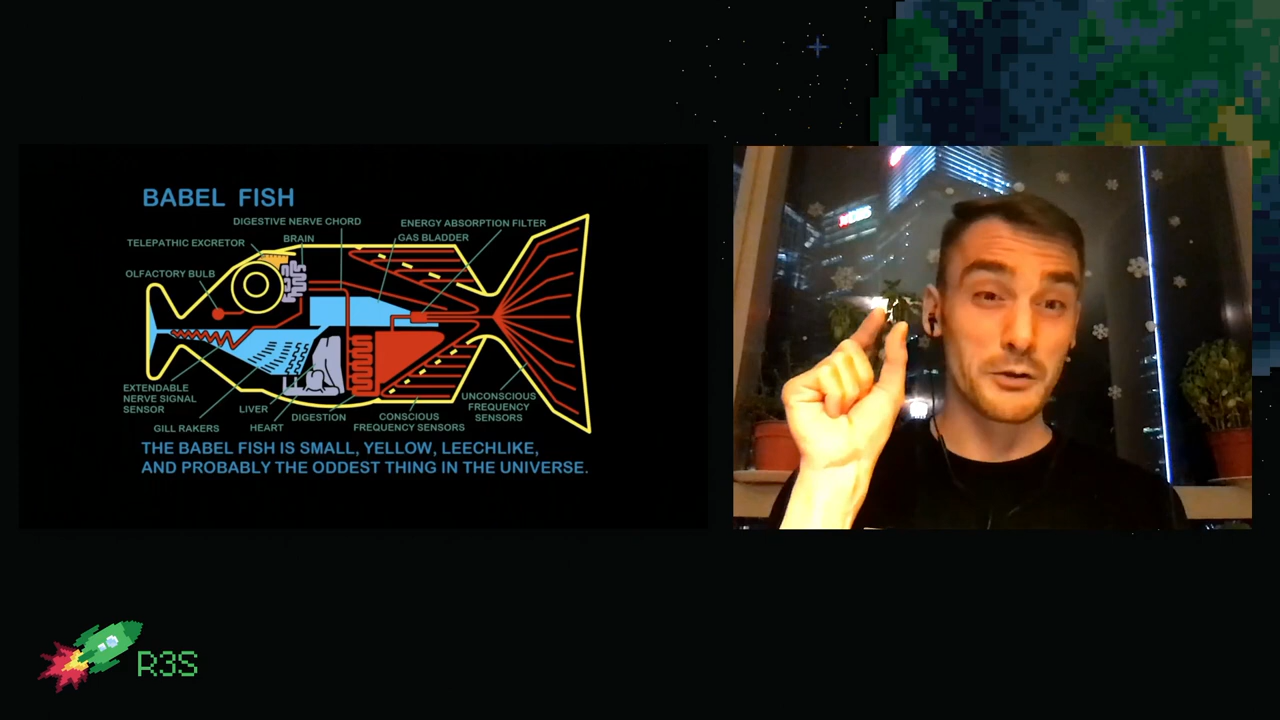 BABEL FISH
DIGESTIVE NERVE CHORD
ENERGY ABSORPTION FILTER
TELEPATHIC EXCRETOR
BRAIN
GAS BLADDER
OLFACTORY BULB
EXTENDABLE
NERVE SIGNAL
SENSOR
GILL RAKERS
LIVER
HEART
DIGESTION
CONSCIOUS
FREQUENCY SENSORS
UNCONSCIOUS
FREQUENCY
SENSORS
THE BABEL FISH IS SMALL, YELLOW, LEECHLIKE,
AND PROBABLY THE ODDEST THING IN THE UNIVERSE.
R3S